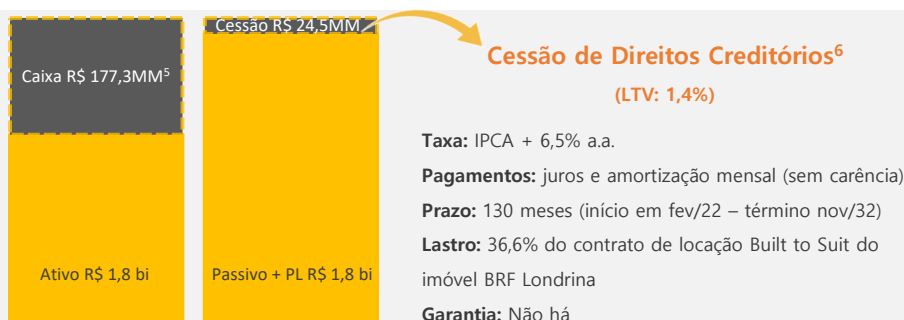 Cessão R$ 24,5MM
Caixa R$ 177,3MM⁵
Ativo R$ 1,8 bi
Passivo + PL R$ 1,8 bi
Cessão de Direitos Creditórios⁶
(LTV: 1,4%)
Taxa: IPCA + 6,5% a.a.
Pagamentos: juros e amortização mensal (sem carência)
Prazo: 130 meses (início em fev/22 – término nov/32)
Lastro: 36,6% do contrato de locação Built to Suit do
imóvel BRF Londrina
Garantia: Não há